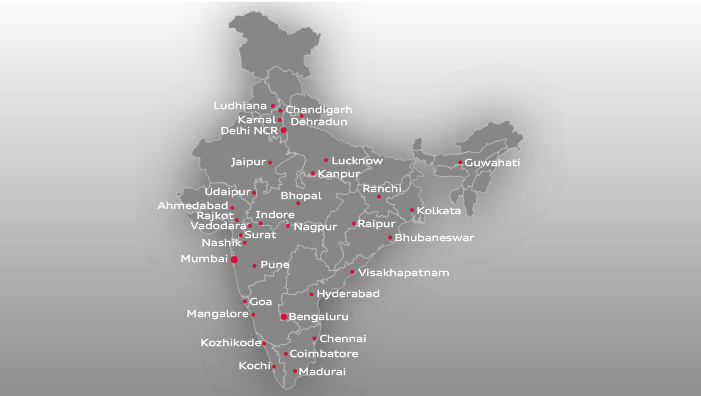 Ludhiana
Chandigarh
Karnal
Dehradun
Delhi NCR
Jaipur
Lucknow
Kanpur
Guwahati
Udaipur
Ranchi
Bhopal
Ahmedabad
Kolkata
Rajkot
Indore
Vadodara
Nagpur
Raipur
Surat
Bhubaneswar
Nashik
Mumbai
Pune
Visakhapatnam
Hyderabad
Goa
Mangalore
Bengaluru
Kozhikode
Chennai
Coimbatore
Kochi
Madurai